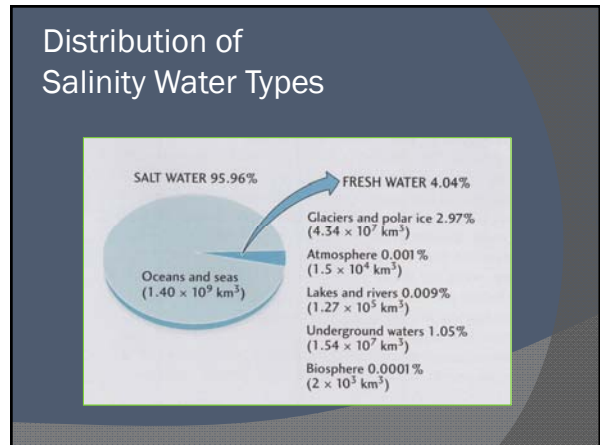 Distribution of
Salinity Water Types
SALT WATER 95.96%
FRESH WATER 4.04%
Oceans and seas
(1.40 × 10⁹ km³)
Glaciers and polar ice 2.97%
(4.34 × 10⁷ km³)
Atmosphere 0.001%
(1.5 × 10⁴ km³)
Lakes and rivers 0.009%
(1.27 × 10⁵ km³)
Underground waters 1.05%
(1.54 × 10⁷ km³)
Biosphere 0.0001%
(2 × 10³ km³)